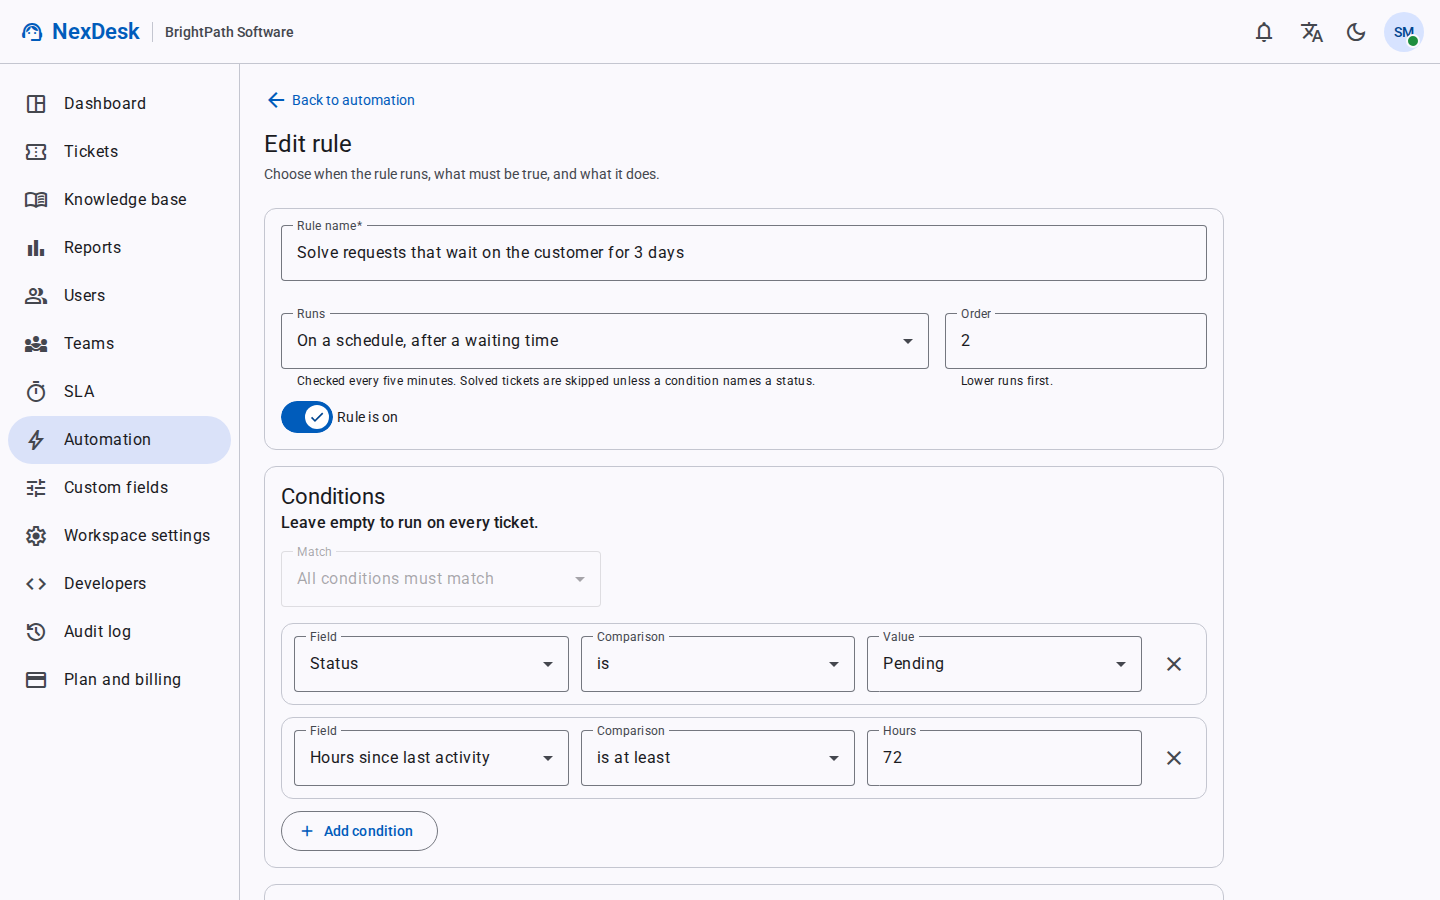 NexDesk
BrightPath Software
SM
Dashboard
Tickets
Knowledge base
Reports
Users
Teams
SLA
Automation
Custom fields
Workspace settings
Developers
Audit log
Plan and billing
Back to automation
Edit rule
Choose when the rule runs, what must be true, and what it does.
Rule name*
Solve requests that wait on the customer for 3 days
Runs
On a schedule, after a waiting time
Checked every five minutes. Solved tickets are skipped unless a condition names a status.
Order
2
Lower runs first.
Rule is on
Conditions
Leave empty to run on every ticket.
Match
All conditions must match
Field
Status
Comparison
is
Value
Pending
Field
Hours since last activity
Comparison
is at least
Hours
72
Add condition